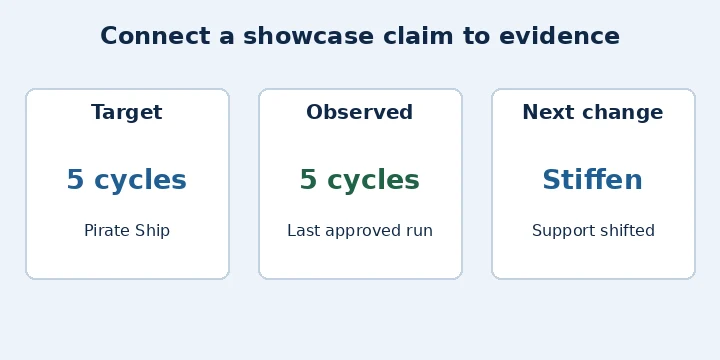 Connect a showcase claim to evidence
Target
5 cycles
Pirate Ship
Observed
5 cycles
Last approved run
Next change
Stiffen
Support shifted